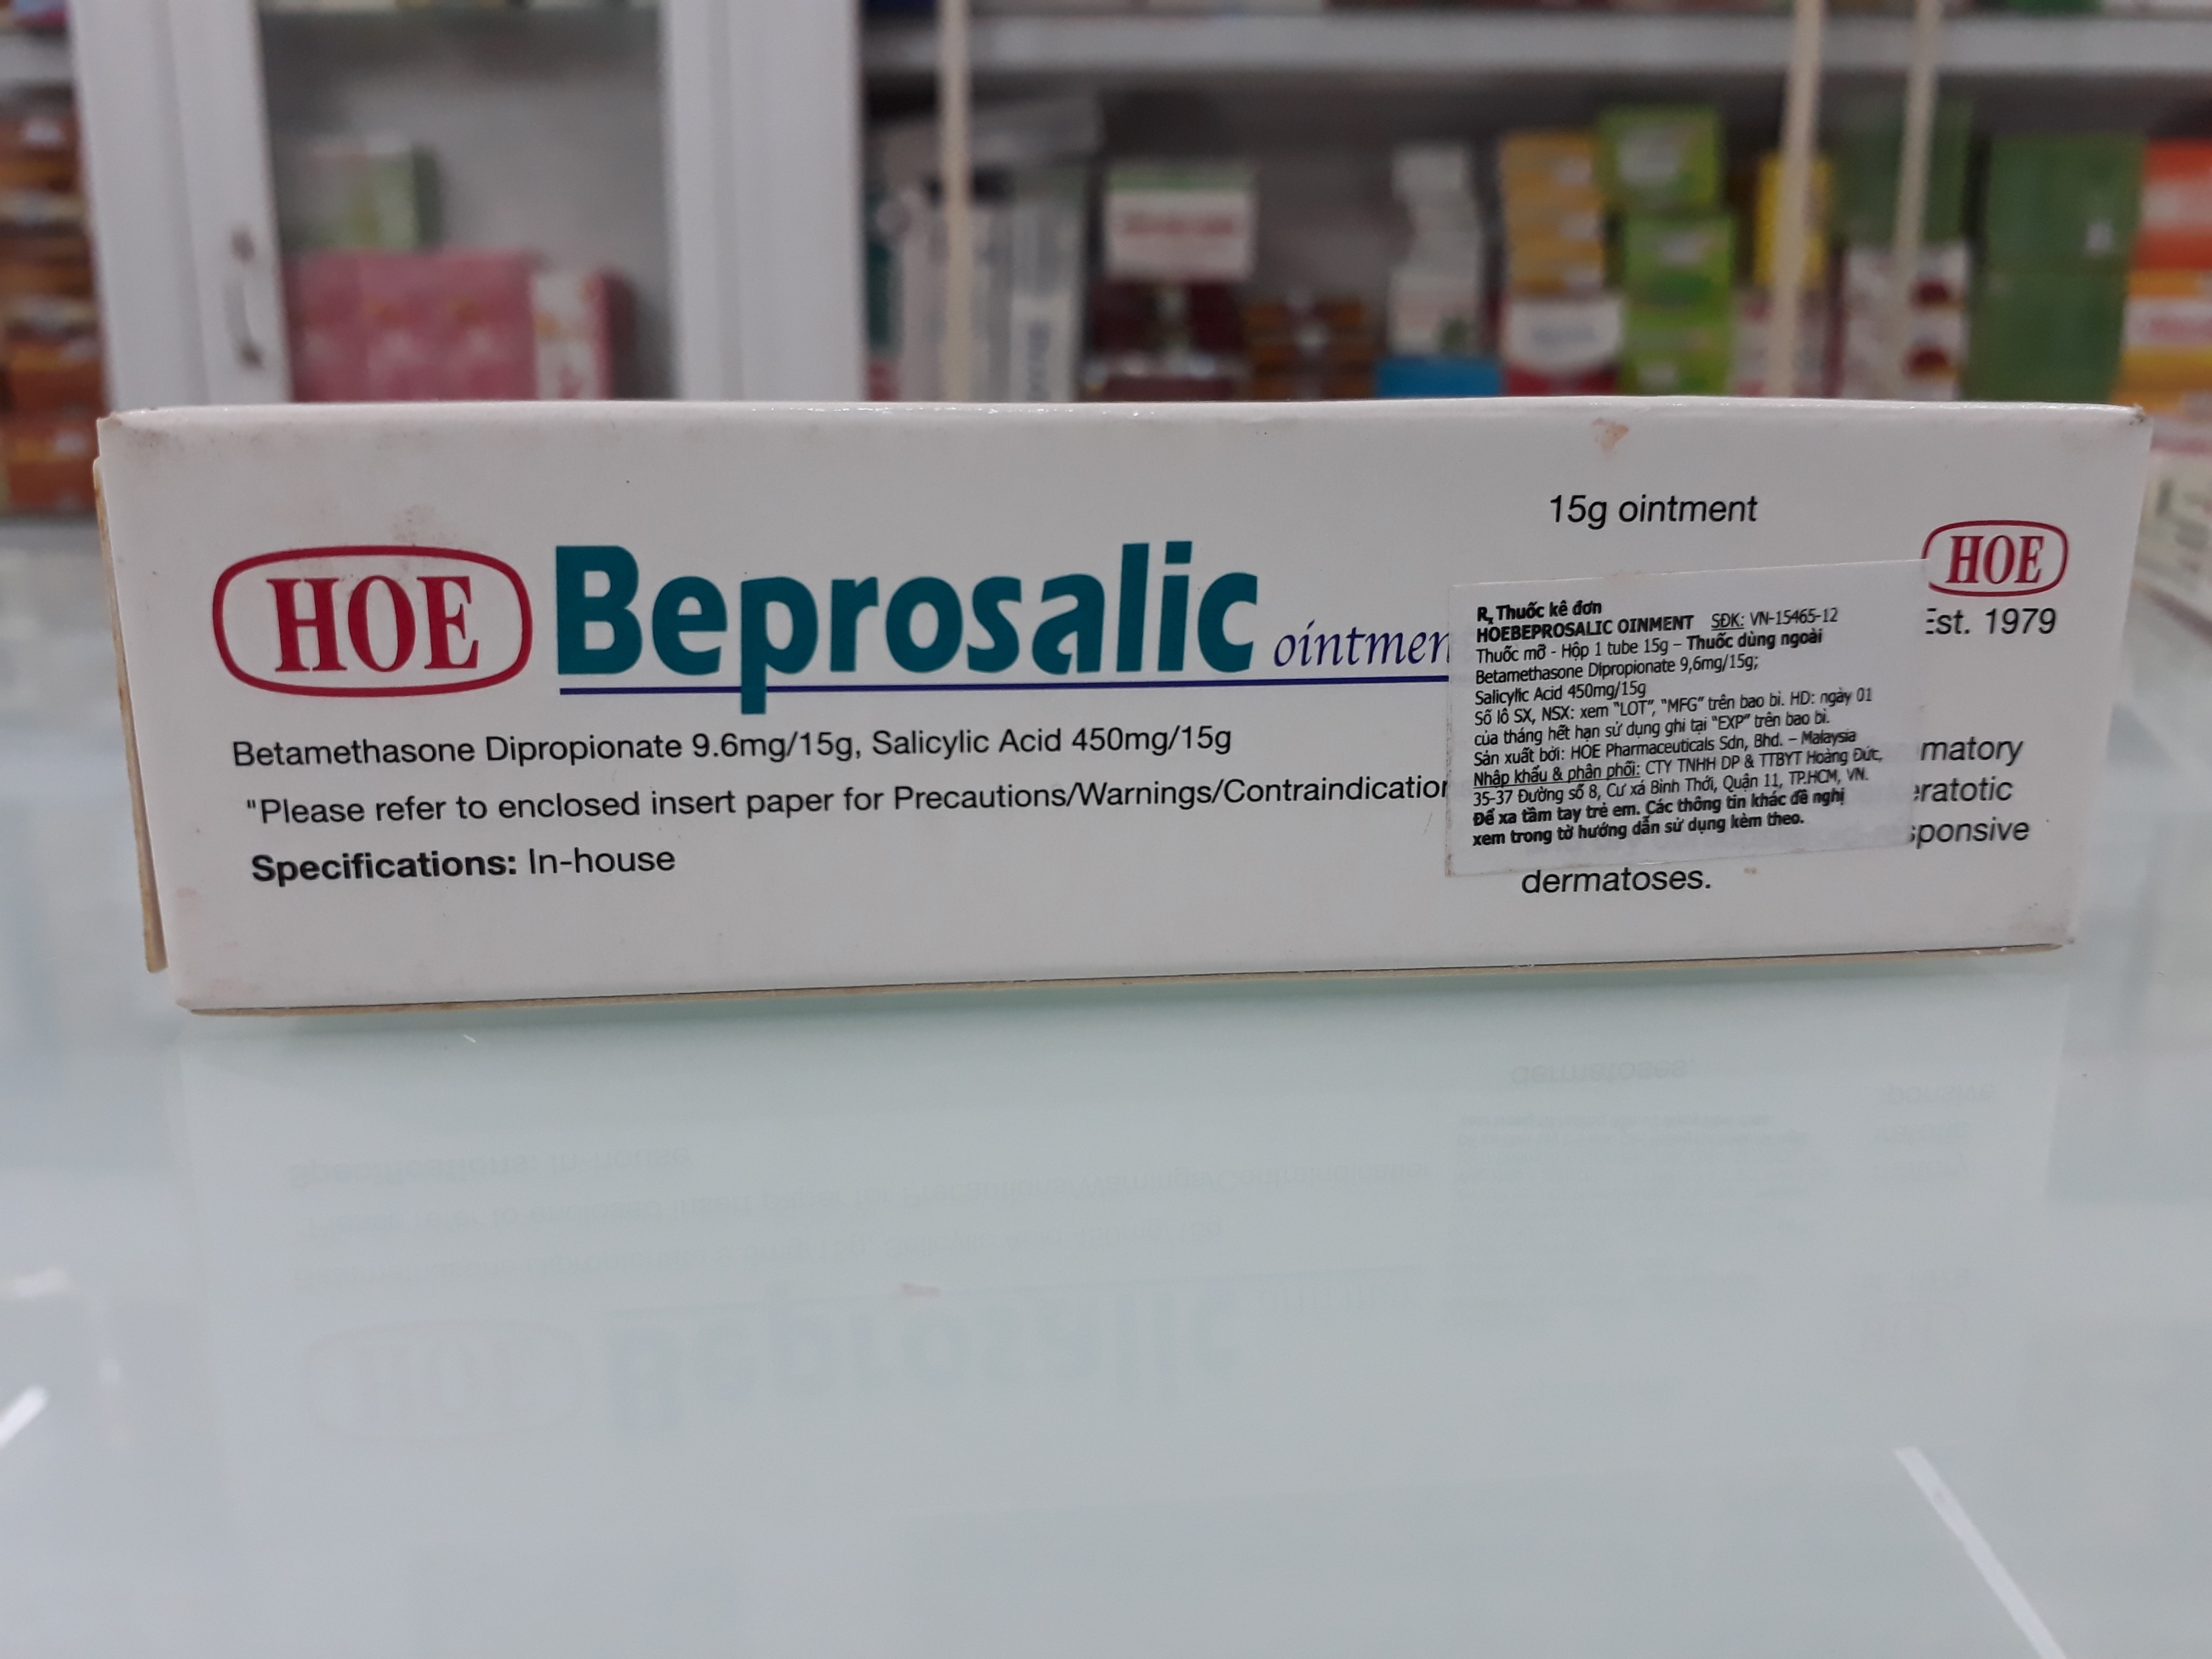 HOE Beprosalic ointmen
Betamethasone Dipropionate 9.6mg/15g, Salicylic Acid 450mg/15g
"Please refer to enclosed insert paper for Precautions/Warnings/Contraindication
Specifications: In-house
15g ointment
HOE
Est. 1979
Rx Thuốc kê đơn
HOEBEPROSALIC OINMENT SĐK: VN-15465-12
Thuốc mỡ - Hộp 1 tube 15g – Thuốc dùng ngoài
Betamethasone Dipropionate 9,6mg/15g;
Salicylic Acid 450mg/15g
Số lô SX, NSX: xem "LOT", "MFG" trên bao bì. HD: ngày 01
của tháng hết hạn sử dụng ghi tại "EXP" trên bao bì.
Sản xuất bởi: HOE Pharmaceuticals Sdn, Bhd. – Malaysia
Nhập khẩu & phân phối: CTY TNHH DP & TTBYT Hoàng Đức,
35-37 Đường số 8, Cư xá Bình Thới, Quận 11, TP.HCM, VN.
Để xa tầm tay trẻ em. Các thông tin khác đề nghị
xem trong tờ hướng dẫn sử dụng kèm theo.
matory
eratotic
sponsive
dermatoses.